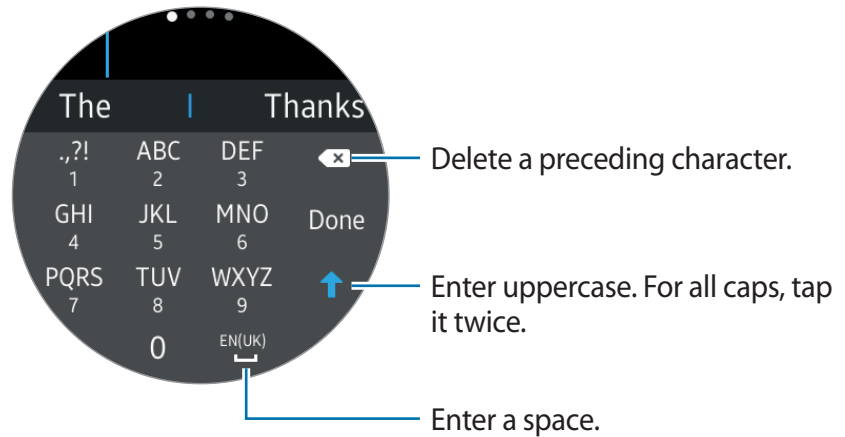 The | Thanks
.,?! ABC DEF
1 2 3
Delete a preceding character.
GHI JKL MNO Done
4 5 6
PQRS TUV WXYZ
7 8 9
Enter uppercase. For all caps, tap
it twice.
0 EN(UK)
Enter a space.